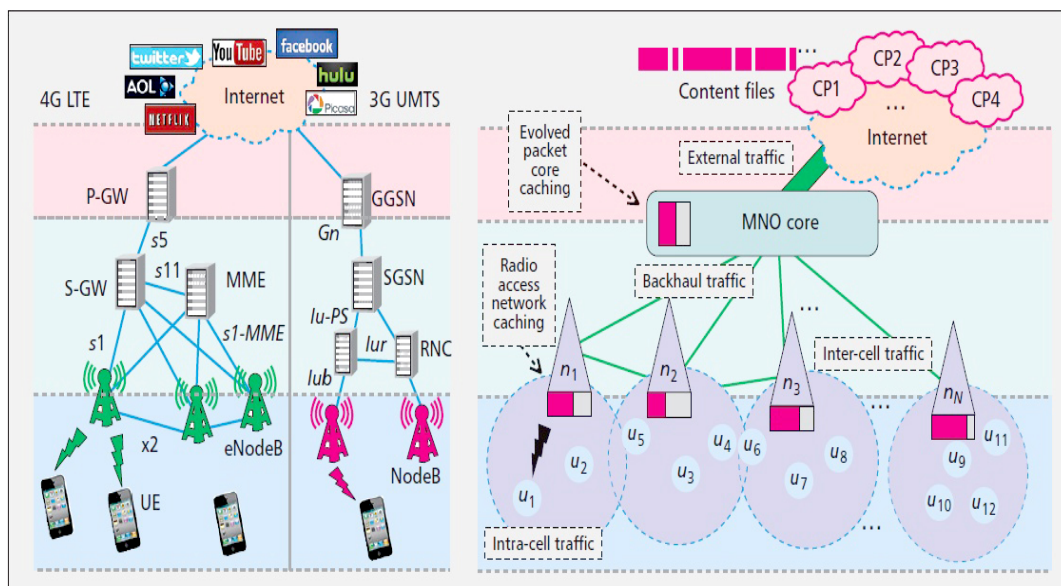 twitter
You Tube
facebook
AOL
hulu
Internet
Picasa
NETFLIX
4G LTE
3G UMTS
P-GW
GGSN
s5
Gn
S-GW
s11
MME
SGSN
Iu-PS
s1-MME
s1
Iur
RNC
Iub
x2
eNodeB
NodeB
UE
...
Content files
CP1
CP2
CP3
CP4
...
Internet
Evolved
packet
core
caching
External traffic
MNO core
Radio
access
network
caching
Backhaul traffic
...
Inter-cell traffic
n1
n2
n3
nN
...
u1
u2
u3
u4
u5
u6
u7
u8
u9
u10
u11
u12
...
Intra-cell traffic